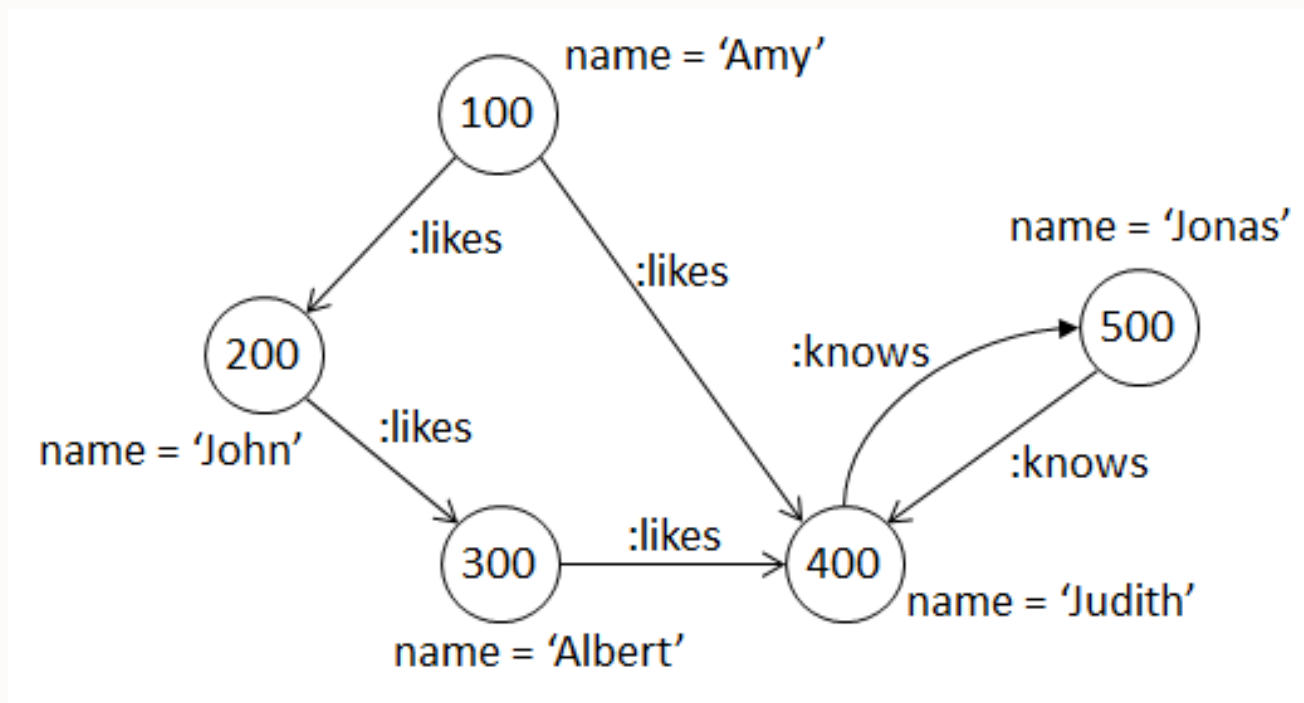 name = ‘Amy’
100
:likes
:likes
name = ‘Jonas’
500
:knows
200
:likes
name = ‘John’
:knows
:likes
300
400
name = ‘Judith’
name = ‘Albert’